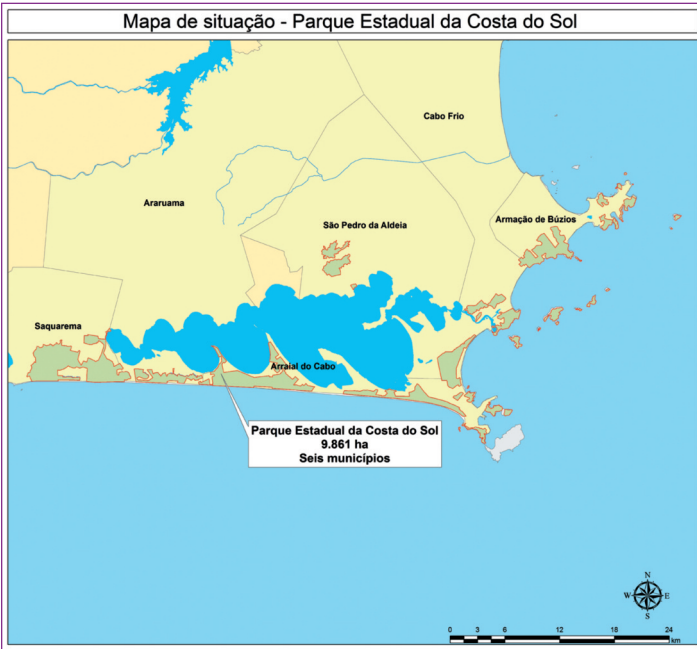 Mapa de situação - Parque Estadual da Costa do Sol
Cabo Frio
Araruama
Armação de Búzios
São Pedro da Aldeia
Saquarema
Arraial do Cabo
Parque Estadual da Costa do Sol
9.861 ha
Seis municípios
N
W E
S
0 3 6 12 18 24
km